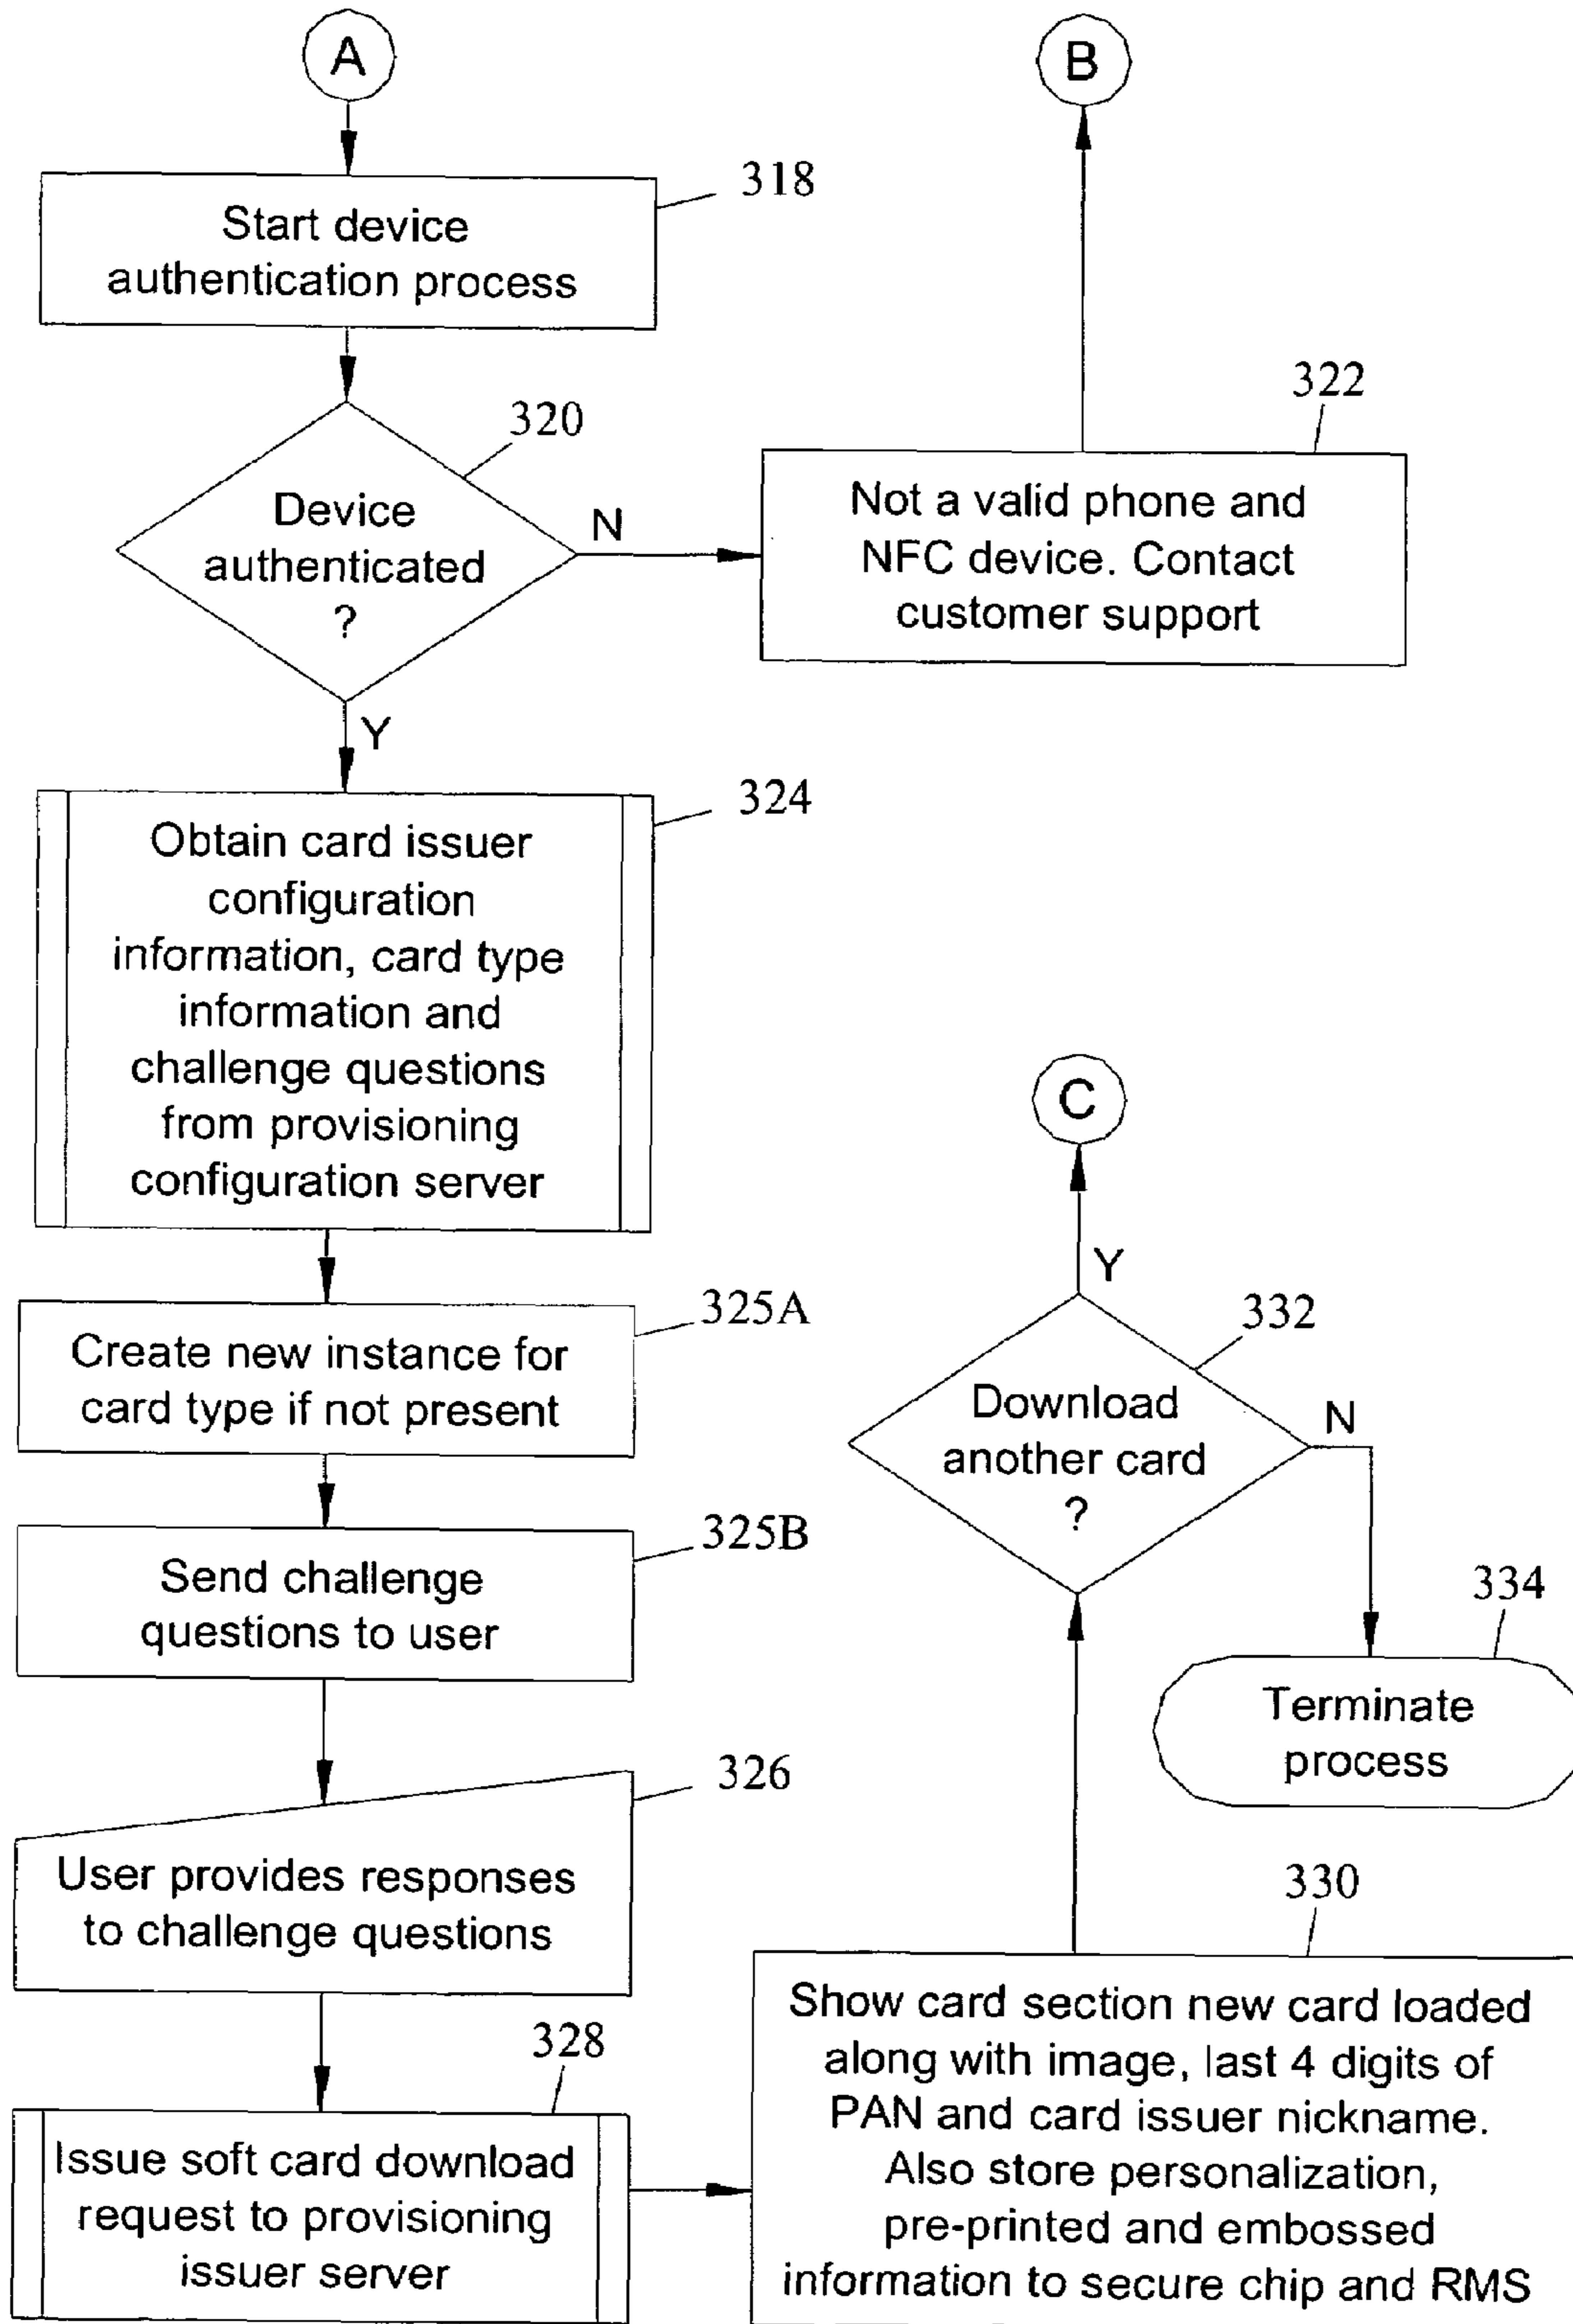 A
318
Start device
authentication process
320
Device
authenticated
?
N
Y
B
322
Not a valid phone and
NFC device. Contact
customer support
324
Obtain card issuer
configuration
information, card type
information and
challenge questions
from provisioning
configuration server
325A
Create new instance for
card type if not present
325B
Send challenge
questions to user
326
User provides responses
to challenge questions
328
Issue soft card download
request to provisioning
issuer server
330
Show card section new card loaded
along with image, last 4 digits of
PAN and card issuer nickname.
Also store personalization,
pre-printed and embossed
information to secure chip and RMS
C
Y
332
Download
another card
?
N
334
Terminate
process